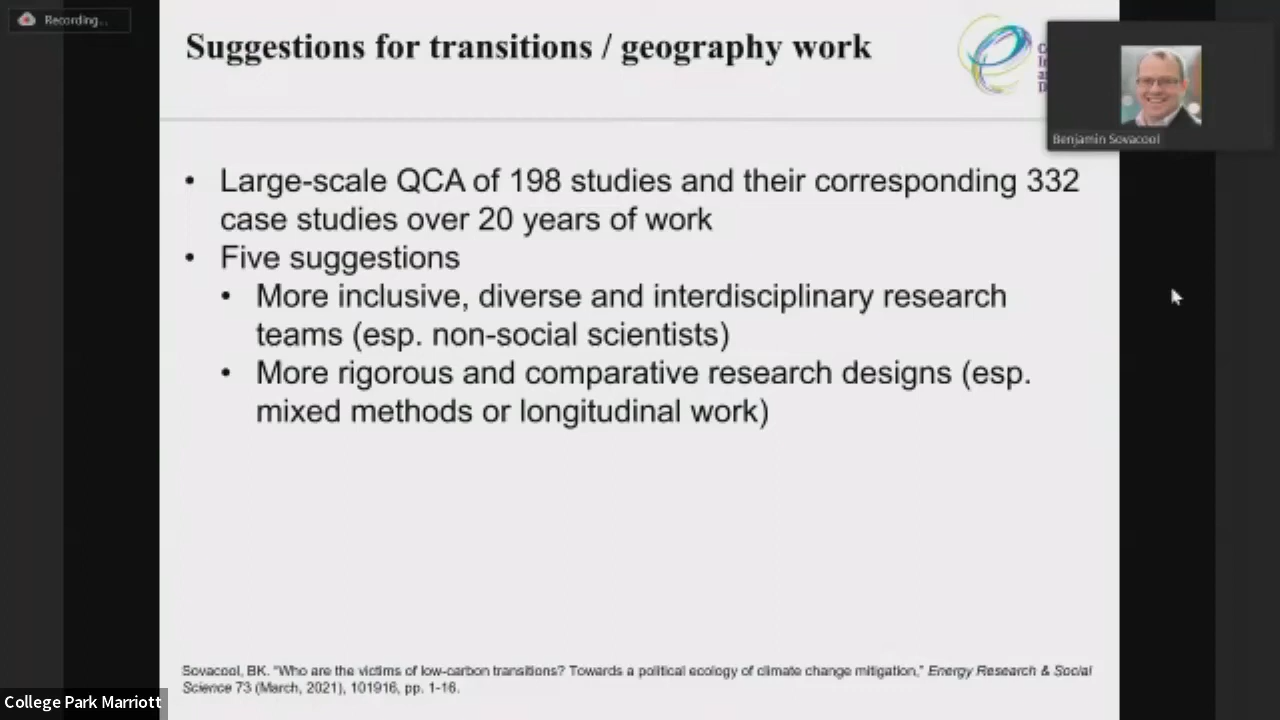 Recording...
Suggestions for transitions / geography work
Benjamin Sovacool
• Large-scale QCA of 198 studies and their corresponding 332
case studies over 20 years of work
• Five suggestions
• More inclusive, diverse and interdisciplinary research
teams (esp. non-social scientists)
• More rigorous and comparative research designs (esp.
mixed methods or longitudinal work)
Sovacool, BK. "Who are the victims of low-carbon transitions? Towards a political ecology of climate change mitigation," Energy Research & Social
Science 73 (March, 2021), 101916, pp. 1-16.
College Park Marriott